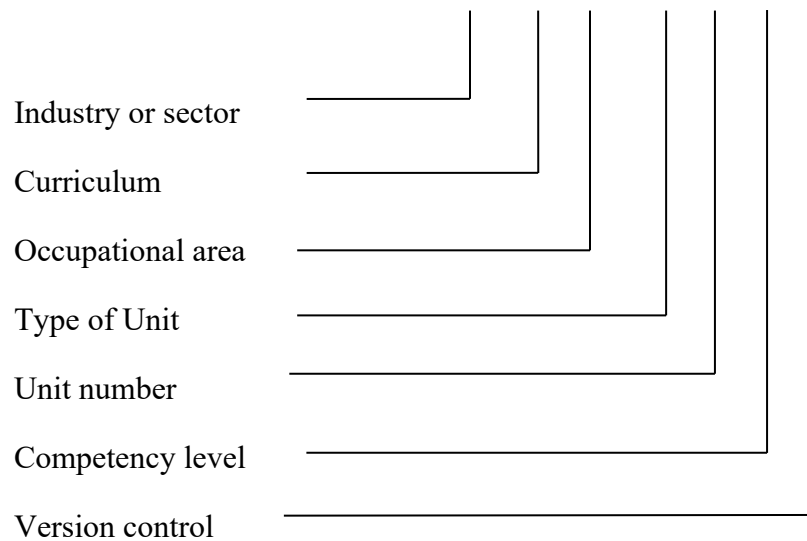 Industry or sector
Curriculum
Occupational area
Type of Unit
Unit number
Competency level
Version control